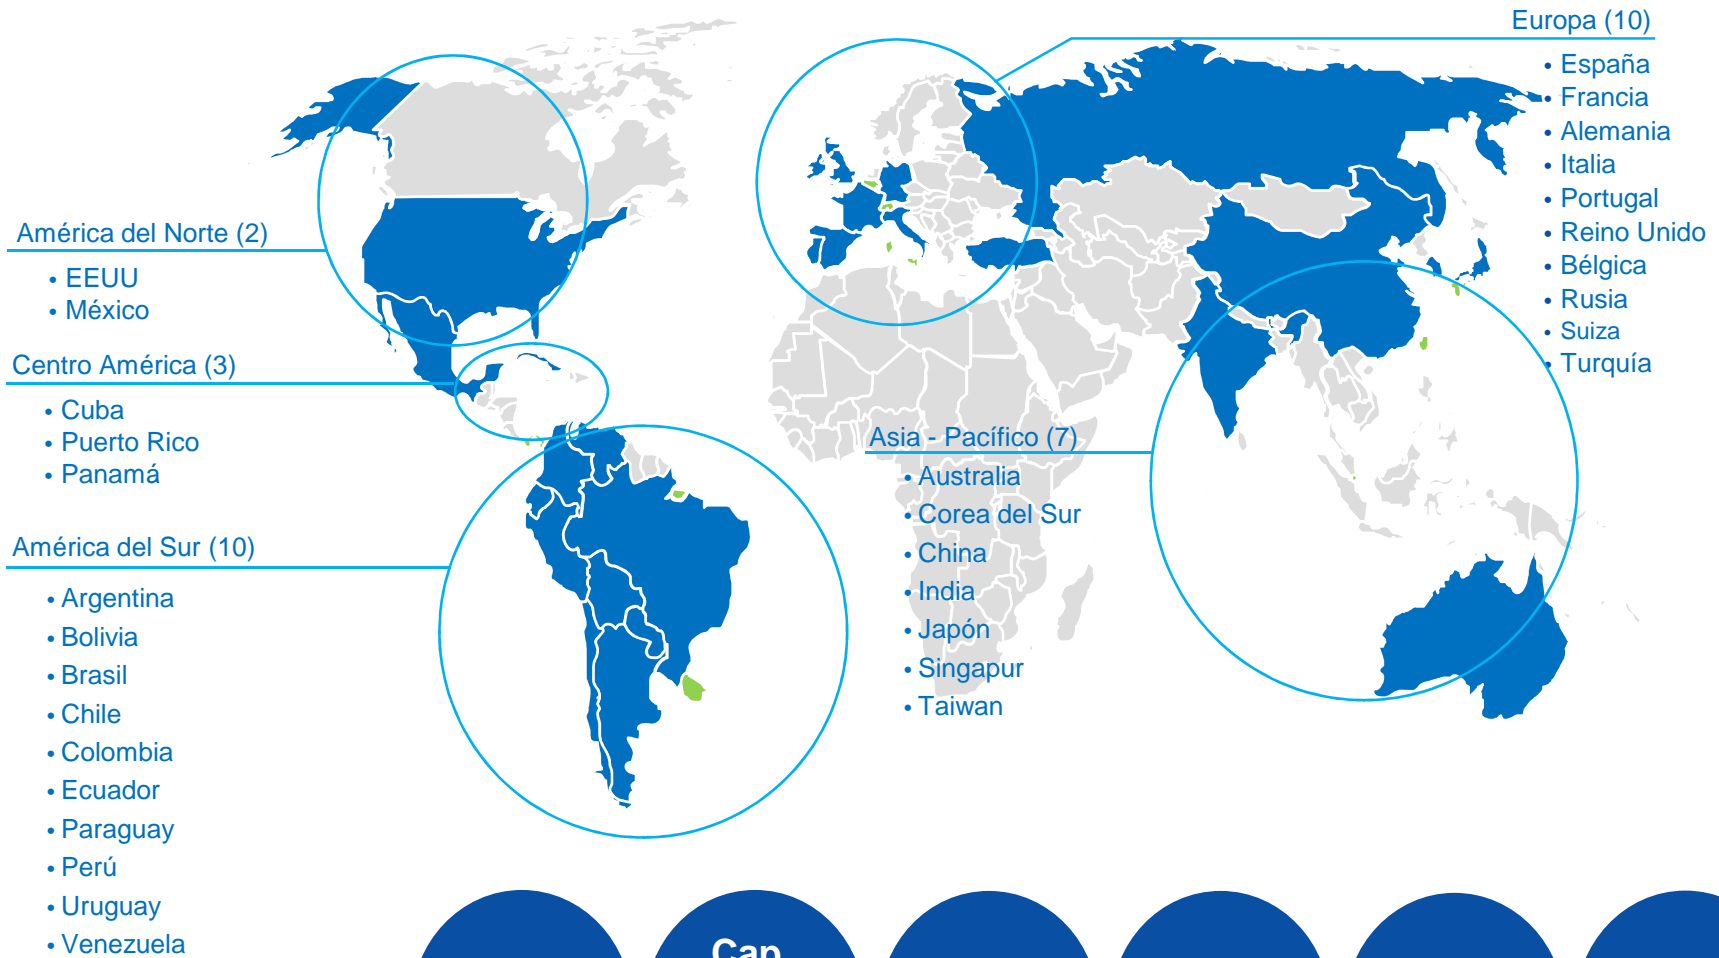 América del Norte (2)
• EEUU
• México
Centro América (3)
• Cuba
• Puerto Rico
• Panamá
América del Sur (10)
• Argentina
• Bolivia
• Brasil
• Chile
• Colombia
• Ecuador
• Paraguay
• Perú
• Uruguay
• Venezuela
Europa (10)
• España
• Francia
• Alemania
• Italia
• Portugal
• Reino Unido
• Bélgica
• Rusia
• Suiza
• Turquía
Asia - Pacífico (7)
• Australia
• Corea del Sur
• China
• India
• Japón
• Singapur
• Taiwan
Cap